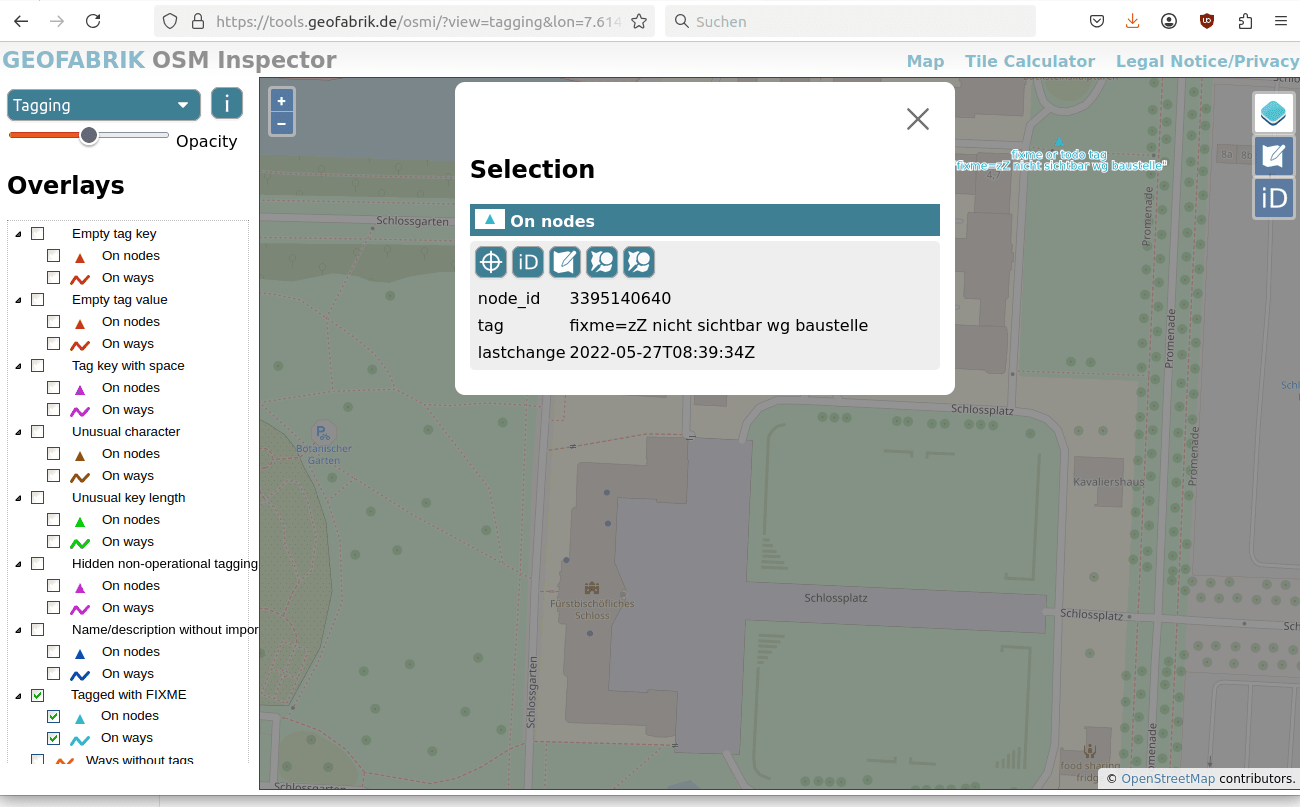 https://tools.geofabrik.de/osmi/?view=tagging&lon=7.614
Suchen
GEOFABRIK OSM Inspector
Map
Tile Calculator
Legal Notice/Privacy
Tagging
i
Opacity
Overlays
Empty tag key
On nodes
On ways
Empty tag value
On nodes
On ways
Tag key with space
On nodes
On ways
Unusual character
On nodes
On ways
Unusual key length
On nodes
On ways
Hidden non-operational tagging
On nodes
On ways
Name/description without impor
On nodes
On ways
Tagged with FIXME
On nodes
On ways
Ways without tags
+
−
Selection
On nodes
iD
node_id 3395140640
tag fixme=zZ nicht sichtbar wg baustelle
lastchange 2022-05-27T08:39:34Z
fixme or todo tag
"fixme=zZ nicht sichtbar wg baustelle"
iD
8a
8b
Schlossgarten
Promenade
Promenade
Schlossplatz
Botanischer
Garten
Promenade
Kavaliershaus
Fürstbischöfliches
Schloss
Schlossplatz
Schlossplatz
Schlossgarten
Promenade
food sharing
fridg
Schlossgarten
© OpenStreetMap contributors.